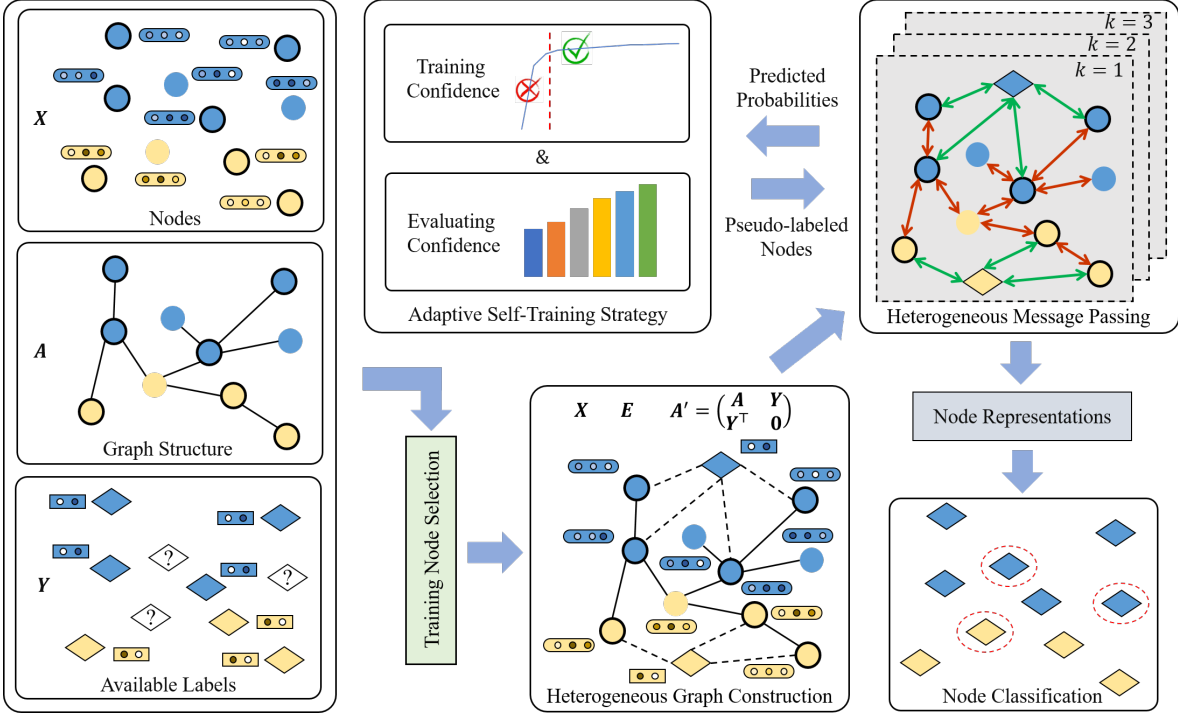 X
Nodes
A
Graph Structure
Y
?
?
?
Available Labels
Training
Confidence
&
Evaluating
Confidence
Adaptive Self-Training Strategy
Predicted
Probabilities
Pseudo-labeled
Nodes
k = 3
k = 2
k = 1
Heterogeneous Message Passing
Training Node Selection
X E A′ = (A Y
Y⊤ 0)
Heterogeneous Graph Construction
Node Representations
Node Classification